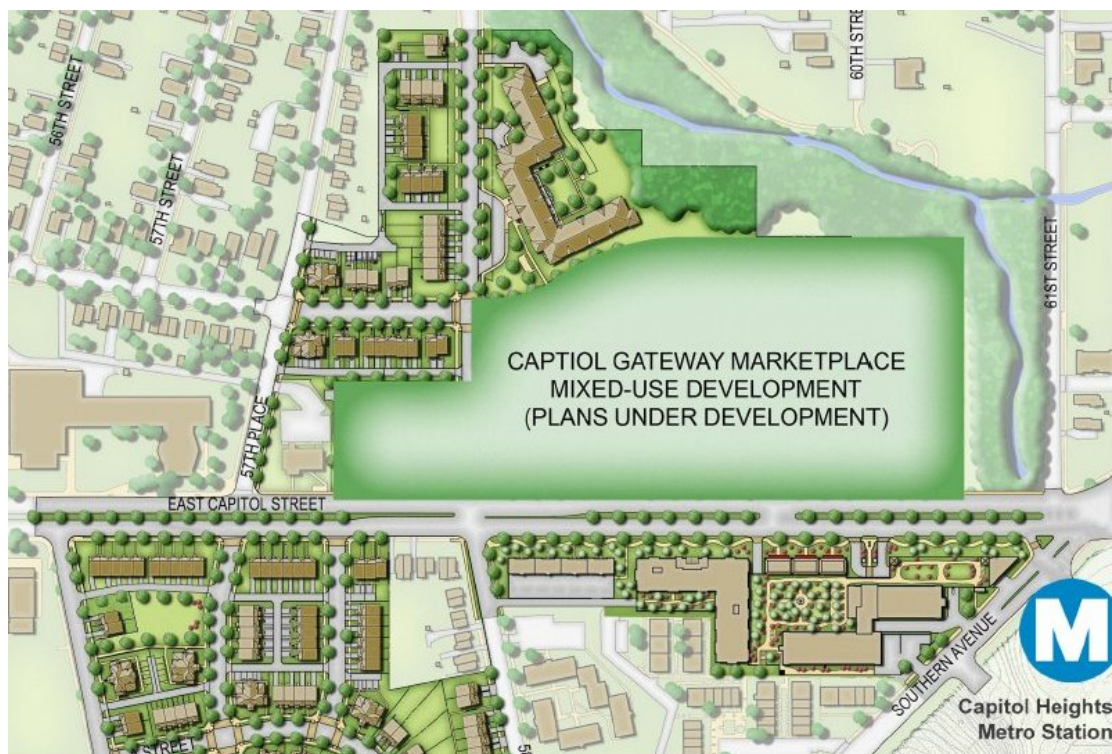 56TH STREET
57TH STREET
60TH STREET
61ST STREET
CAPTIOL GATEWAY MARKETPLACE
MIXED-USE DEVELOPMENT
(PLANS UNDER DEVELOPMENT)
57TH PLACE
EAST CAPITOL STREET
SOUTHERN AVENUE
M
Capitol Heights
Metro Station
STREET